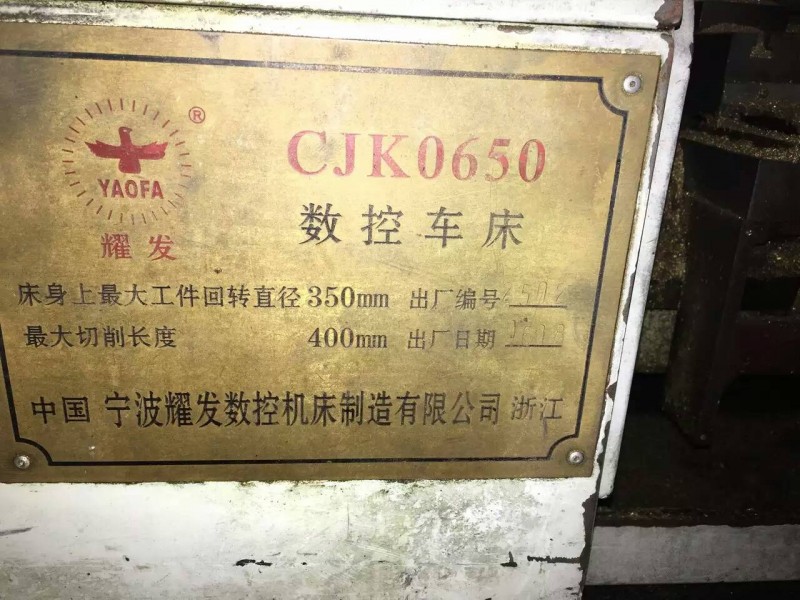 ®
YAOFA
耀发
CJK0650
数控车床
床身上最大工件回转直径 350mm 出厂编号
最大切削长度 400mm 出厂日期
中国 宁波耀发数控机床制造有限公司 浙江